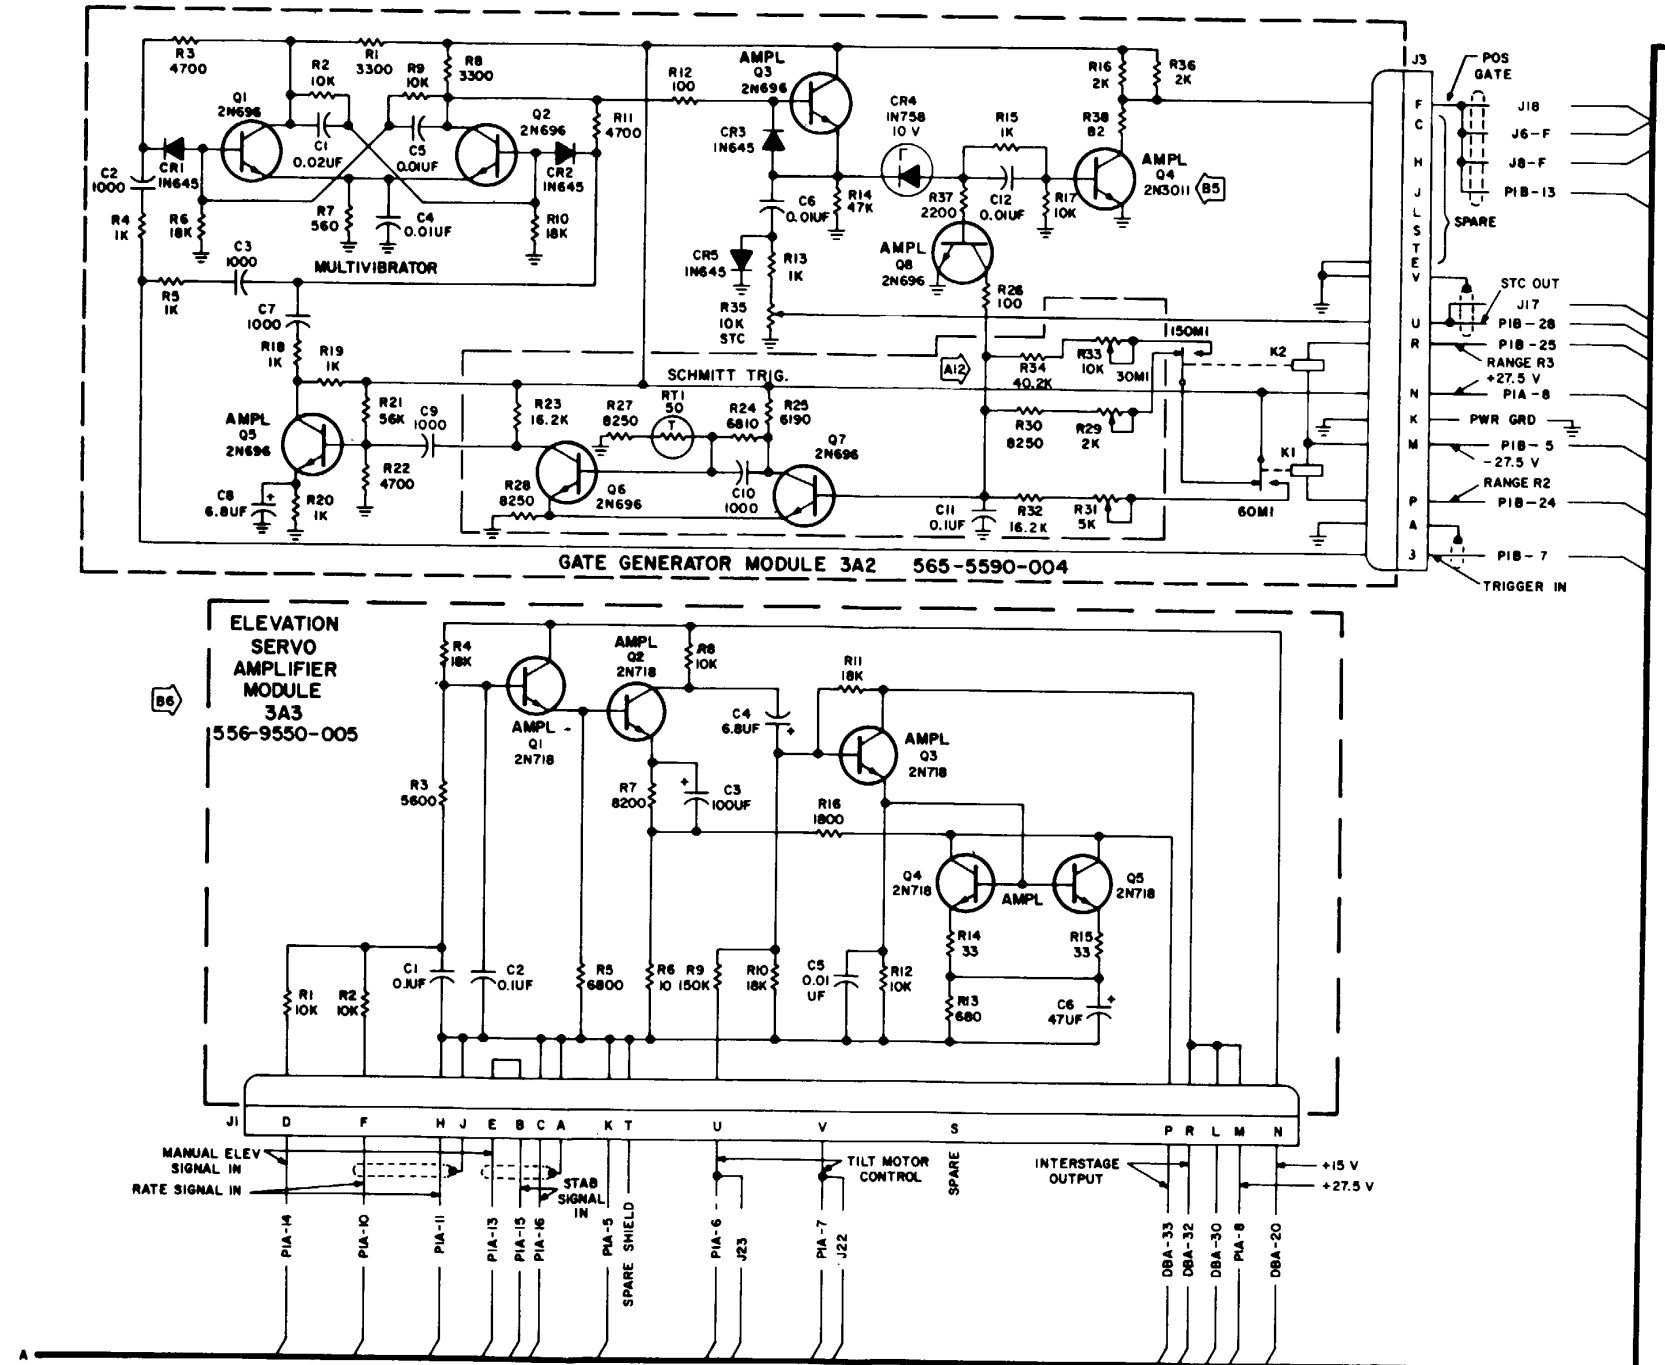 R3
4700
R1
3300
R2
10K
R9
10K
R8
3300
Q1
2N696
Q2
2N696
C1
0.02UF
C5
0.01UF
CR1
IN645
CR2
IN645
R11
4700
C2
1000
R4
1K
R6
18K
R7
560
C4
0.01UF
R10
18K
C3
1000
MULTIVIBRATOR
R5
1K
C7
1000
R18
1K
R19
1K
R12
100
AMPL
Q3
2N696
CR3
IN645
C6
0.01UF
CR5
IN645
R13
1K
R35
10K
STC
R14
47K
CR4
IN758
10 V
R15
1K
R37
2200
C12
0.01UF
R17
10K
R16
2K
R36
2K
R38
82
AMPL
Q4
2N3011
B5
AMPL
Q8
2N696
R26
100
A12
R34
40.2K
R33
10K
30MI
150MI
K2
R30
8250
R29
2K
K1
R32
16.2K
R31
5K
60MI
C11
0.1UF
SCHMITT TRIG.
R21
56K
C9
1000
R23
16.2K
R27
8250
RT1
50
T
R24
6810
R25
6190
AMPL
Q5
2N696
R22
4700
C8
6.8UF
+
R20
1K
R28
8250
Q6
2N696
C10
1000
Q7
2N696
GATE GENERATOR MODULE 3A2 565-5590-004
J3
F
C
H
J
L
S
T
E
V
U
R
N
K
M
P
A
3
POS
GATE
J18
J6-F
J8-F
P1B-13
SPARE
STC OUT
J17
P1B-28
P1B-25
RANGE R3
+27.5 V
P1A-8
PWR GRD
P1B-5
-27.5 V
RANGE R2
P1B-24
P1B-7
TRIGGER IN
ELEVATION
SERVO
AMPLIFIER
MODULE
3A3
556-9550-005
B6
R4
18K
AMPL
Q1
2N718
AMPL
Q2
2N718
R8
10K
C4
6.8UF
+
R11
18K
AMPL
Q3
2N718
R3
5600
R7
8200
+
C3
100UF
R16
1800
Q4
2N718
AMPL
Q5
2N718
R1
10K
R2
10K
C1
0.1UF
C2
0.1UF
R5
6800
R6
10
R9
150K
R10
18K
C5
0.01
UF
R12
10K
R14
33
R15
33
R13
680
C6
47UF
+
J1
D F H J E B C A K T U V S P R L M N
MANUAL ELEV
SIGNAL IN
RATE SIGNAL IN
STAB
SIGNAL
IN
TILT MOTOR
CONTROL
SPARE
INTERSTAGE
OUTPUT
+15 V
+27.5 V
P1A-14
P1A-10
P1A-11
P1A-13
P1A-15
P1A-16
P1A-5
SPARE SHIELD
P1A-6
J23
P1A-7
J22
DBA-33
DBA-32
DBA-30
P1A-8
DBA-20
A